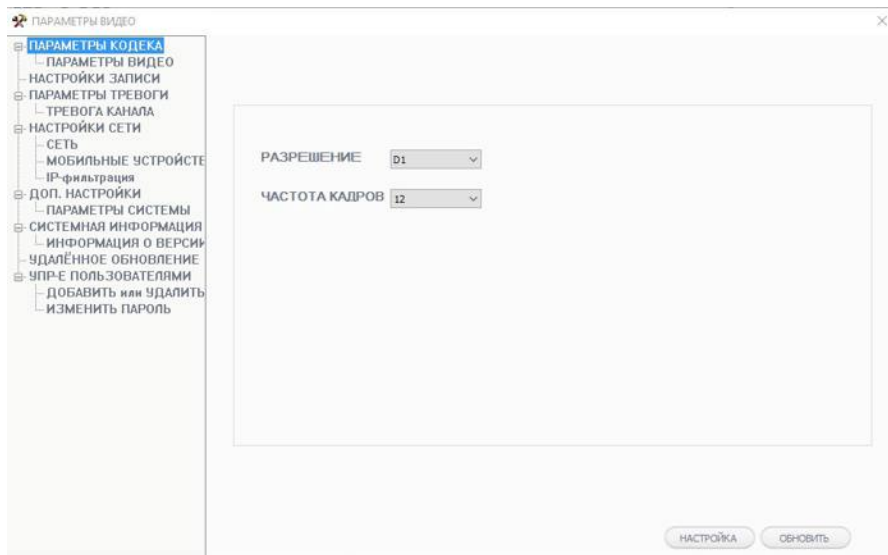 ПАРАМЕТРЫ ВИДЕО
ПАРАМЕТРЫ КОДЕКА
ПАРАМЕТРЫ ВИДЕО
НАСТРОЙКИ ЗАПИСИ
ПАРАМЕТРЫ ТРЕВОГИ
ТРЕВОГА КАНАЛА
НАСТРОЙКИ СЕТИ
СЕТЬ
МОБИЛЬНЫЕ УСТРОЙСТЕ
IP-фильтрация
ДОП. НАСТРОЙКИ
ПАРАМЕТРЫ СИСТЕМЫ
СИСТЕМНАЯ ИНФОРМАЦИЯ
ИНФОРМАЦИЯ О ВЕРСИИ
УДАЛЁННОЕ ОБНОВЛЕНИЕ
УПР-Е ПОЛЬЗОВАТЕЛЯМИ
ДОБАВИТЬ или УДАЛИТЬ
ИЗМЕНИТЬ ПАРОЛЬ
РАЗРЕШЕНИЕ D1
ЧАСТОТА КАДРОВ 12
НАСТРОЙКА ОБНОВИТЬ